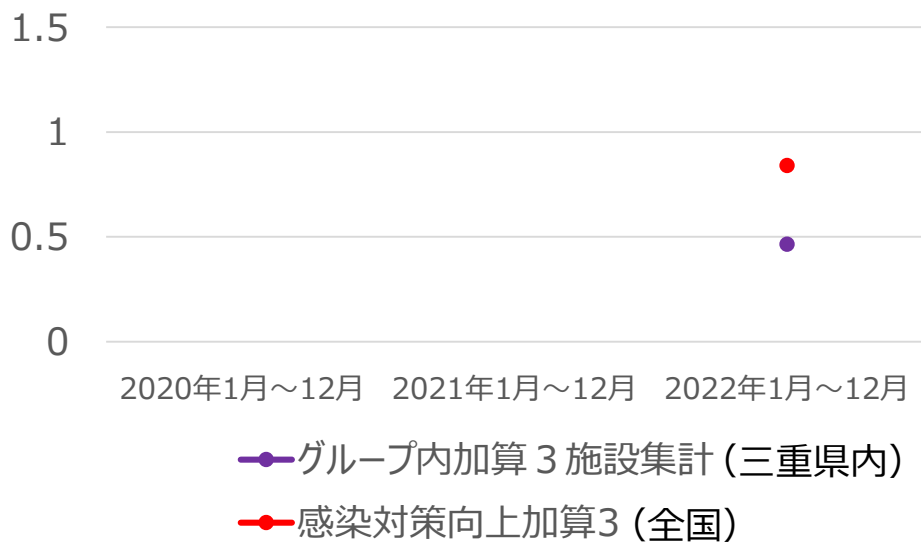 1.5
1
0.5
0
2020年1月～12月 2021年1月～12月 2022年1月～12月
グループ内加算３施設集計 (三重県内)
感染対策向上加算3 (全国)